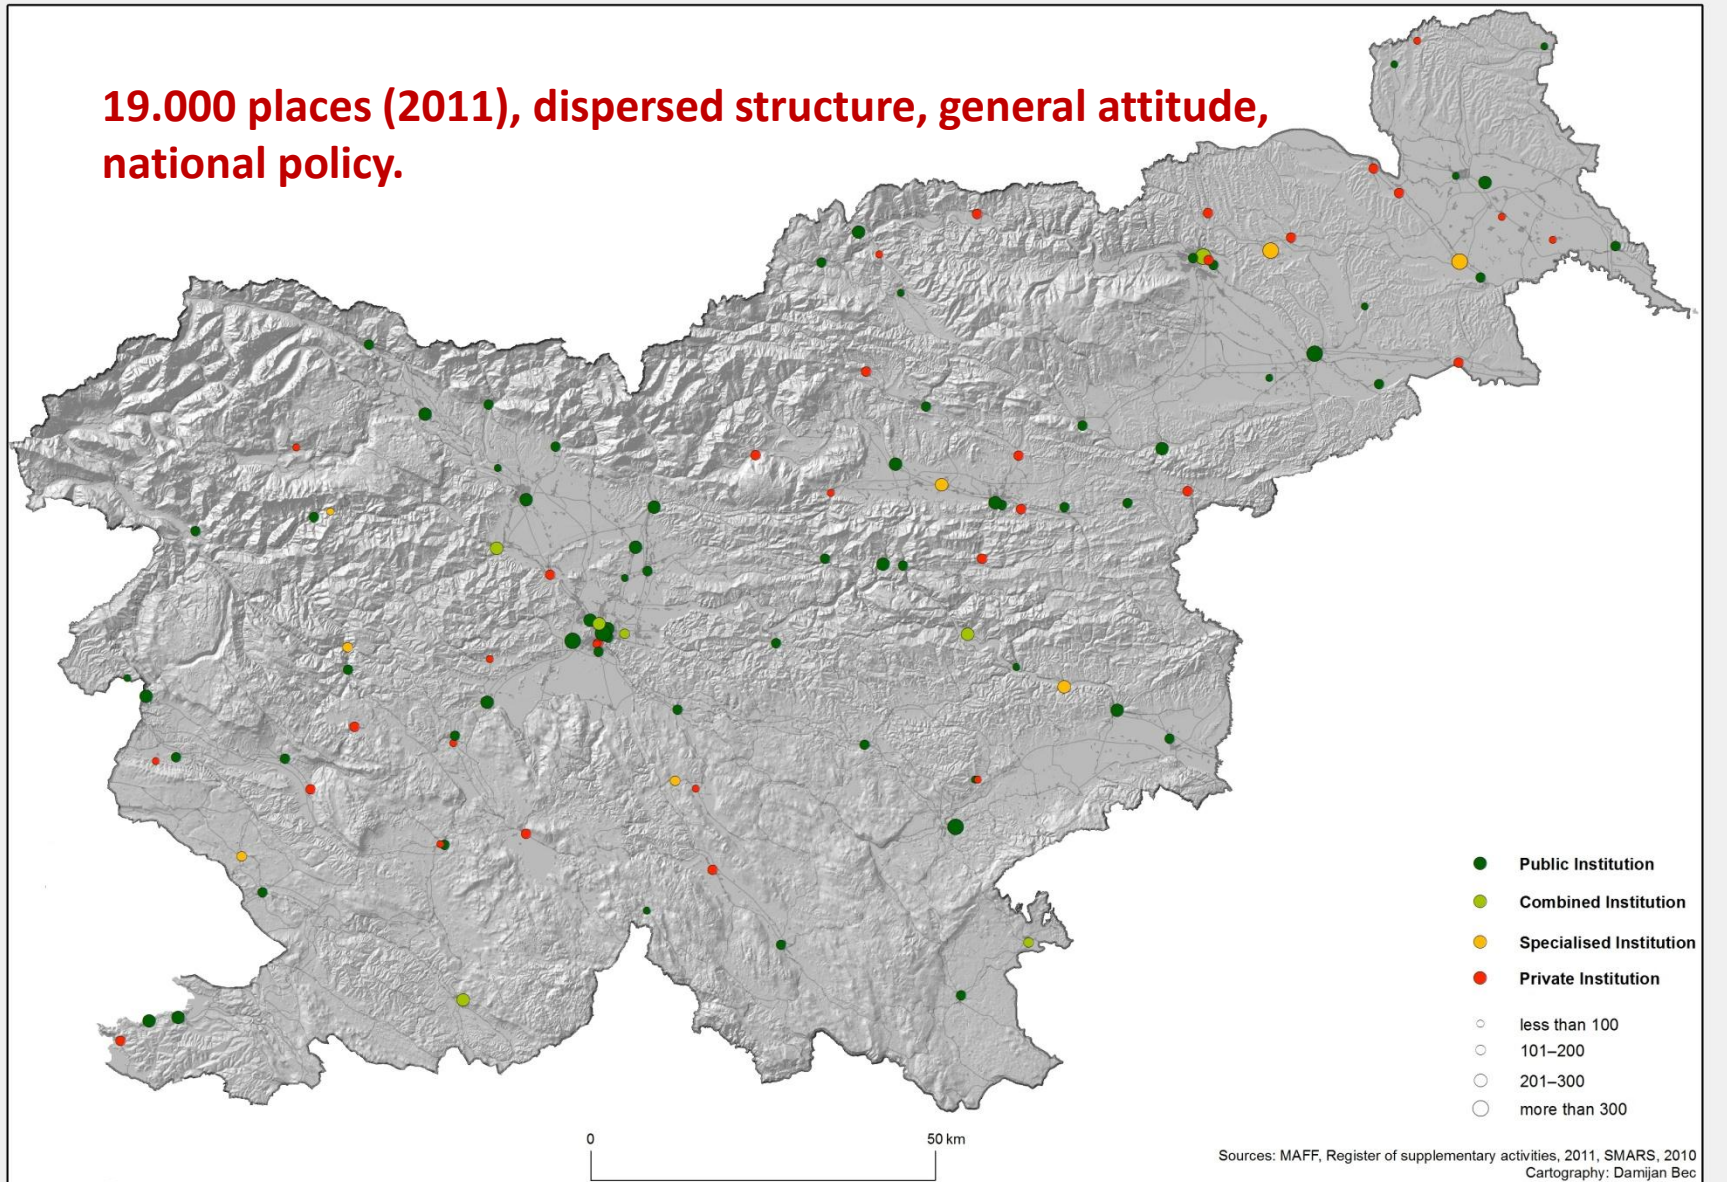 19.000 places (2011), dispersed structure, general attitude,
national policy.
Public Institution
Combined Institution
Specialised Institution
Private Institution
less than 100
101–200
201–300
more than 300
0 50 km
Sources: MAFF, Register of supplementary activities, 2011, SMARS, 2010
Cartography: Damijan Bec